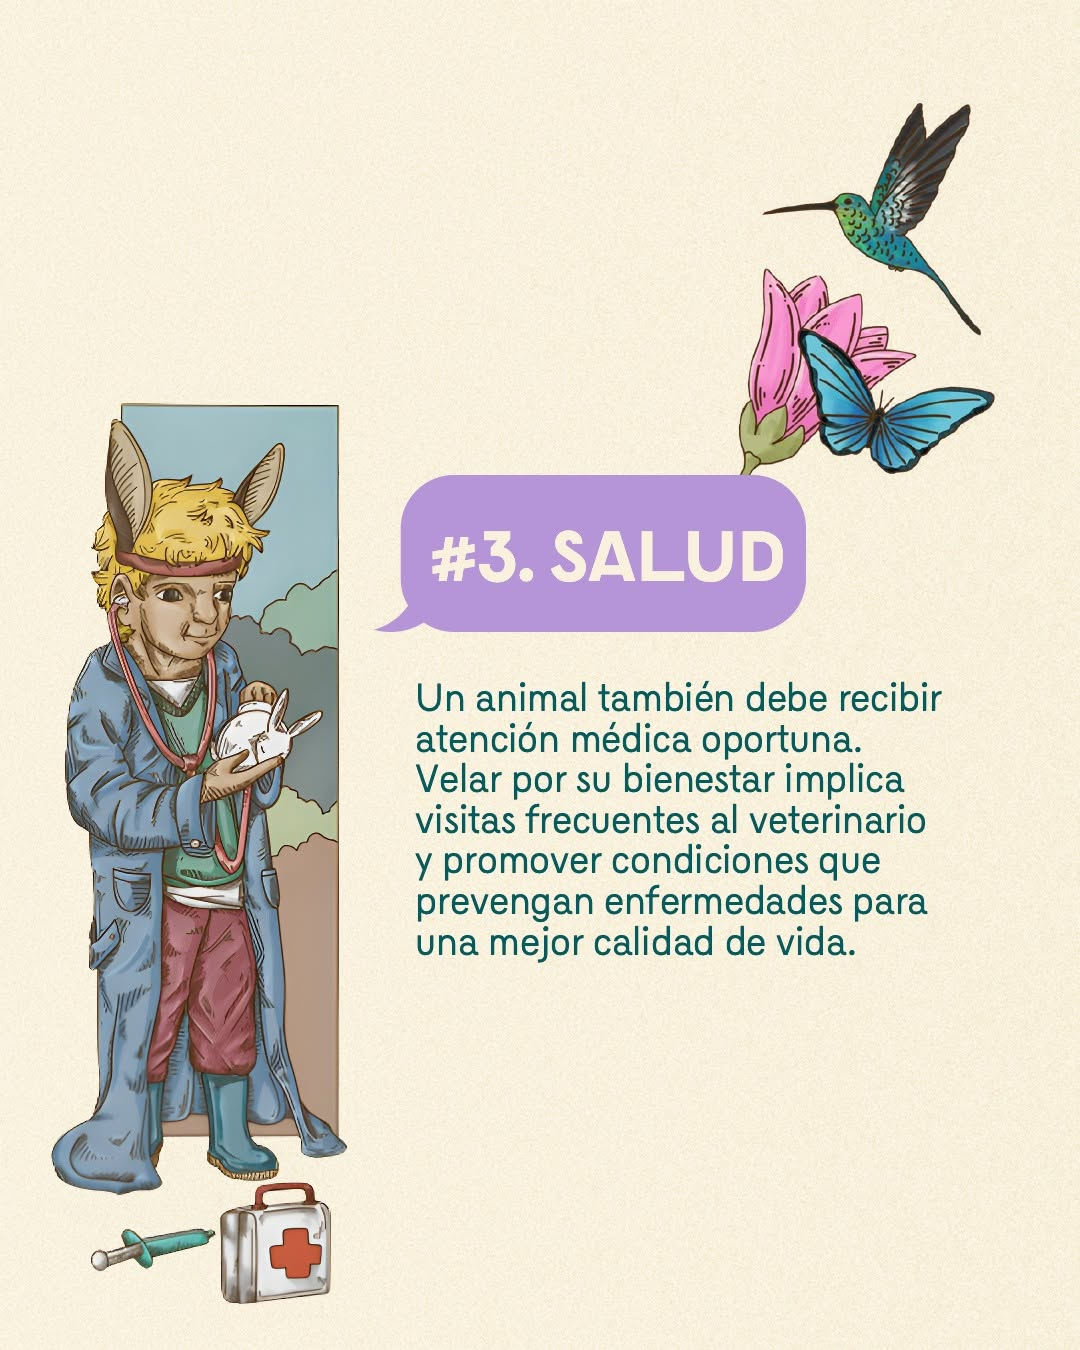 #3. SALUD
Un animal también debe recibir
atención médica oportuna.
Velar por su bienestar implica
visitas frecuentes al veterinario
y promover condiciones que
prevengan enfermedades para
una mejor calidad de vida.